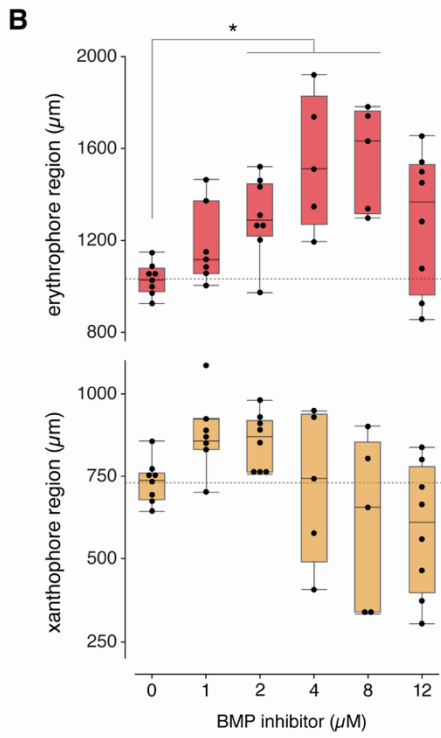 B
*
2000
1600
1200
800
erythrophore region (µm)
1000
750
500
250
xanthophore region (µm)
0 1 2 4 8 12
BMP inhibitor (µM)